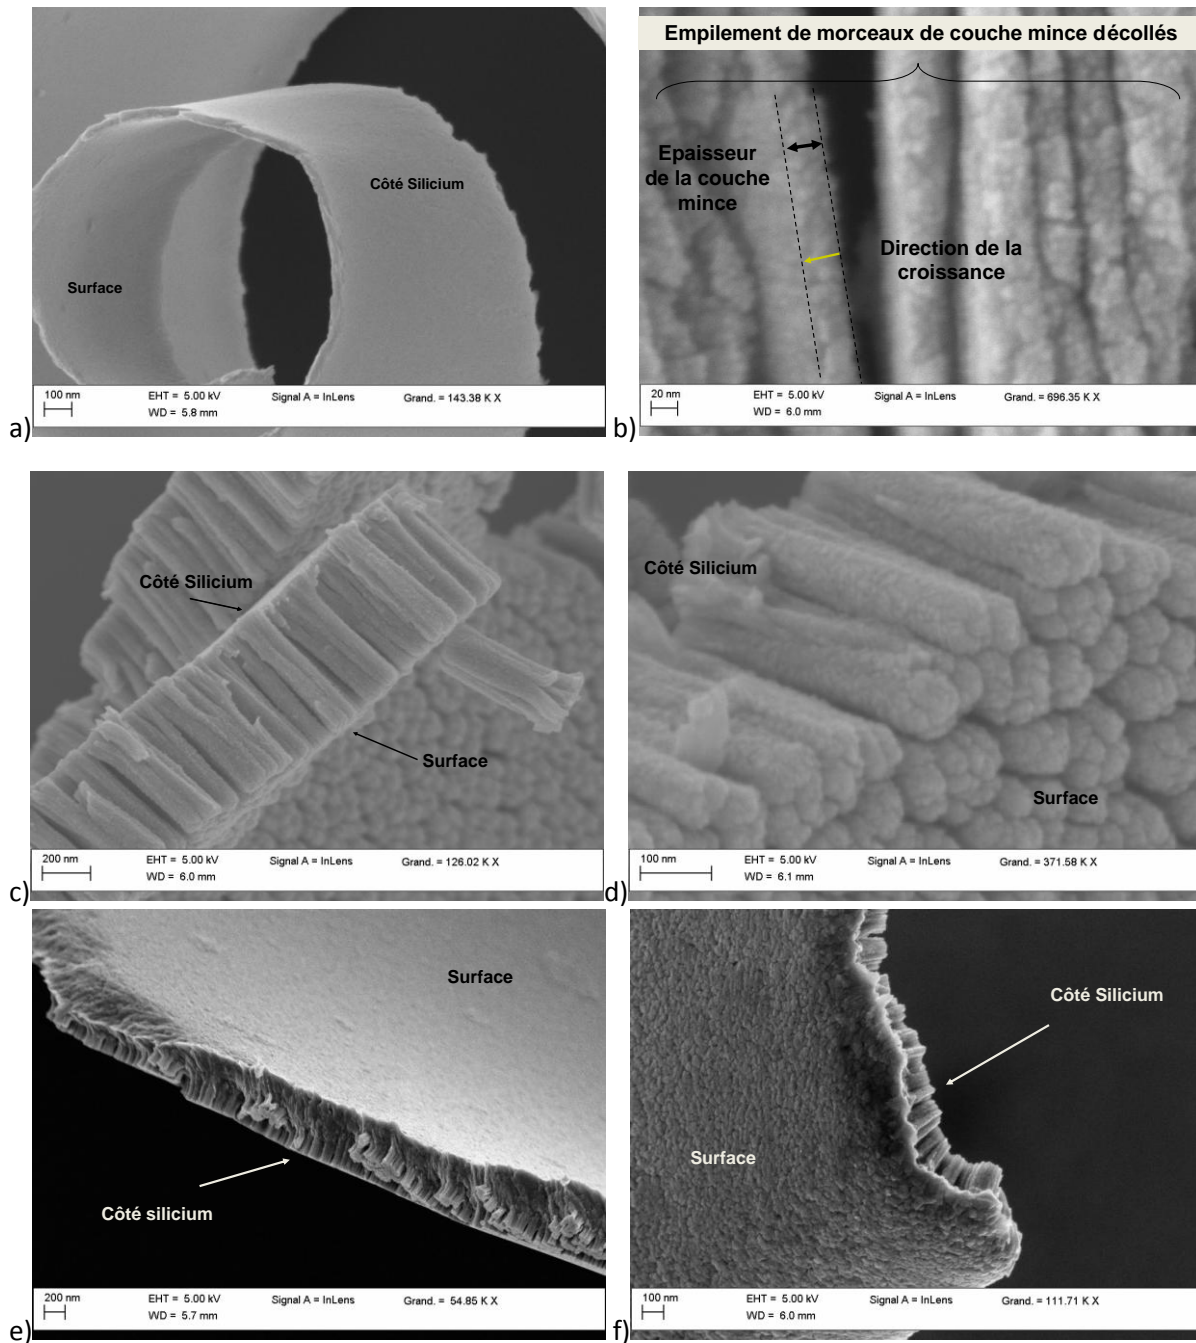 Côté Silicium
Surface
100 nm
EHT = 5.00 kV
Signal A = InLens
Grand. = 143.38 K X
WD = 5.8 mm
a)
Empilement de morceaux de couche mince décollés
Epaisseur
de la couche
mince
Direction de la
croissance
20 nm
EHT = 5.00 kV
Signal A = InLens
Grand. = 696.35 K X
WD = 6.0 mm
b)
Côté Silicium
Surface
200 nm
EHT = 5.00 kV
Signal A = InLens
Grand. = 126.02 K X
WD = 6.0 mm
c)
Côté Silicium
Surface
100 nm
EHT = 5.00 kV
Signal A = InLens
Grand. = 371.58 K X
WD = 6.1 mm
d)
Surface
Côté silicium
200 nm
EHT = 5.00 kV
Signal A = InLens
Grand. = 54.85 K X
WD = 5.7 mm
e)
Côté Silicium
Surface
100 nm
EHT = 5.00 kV
Signal A = InLens
Grand. = 111.71 K X
WD = 6.0 mm
f)